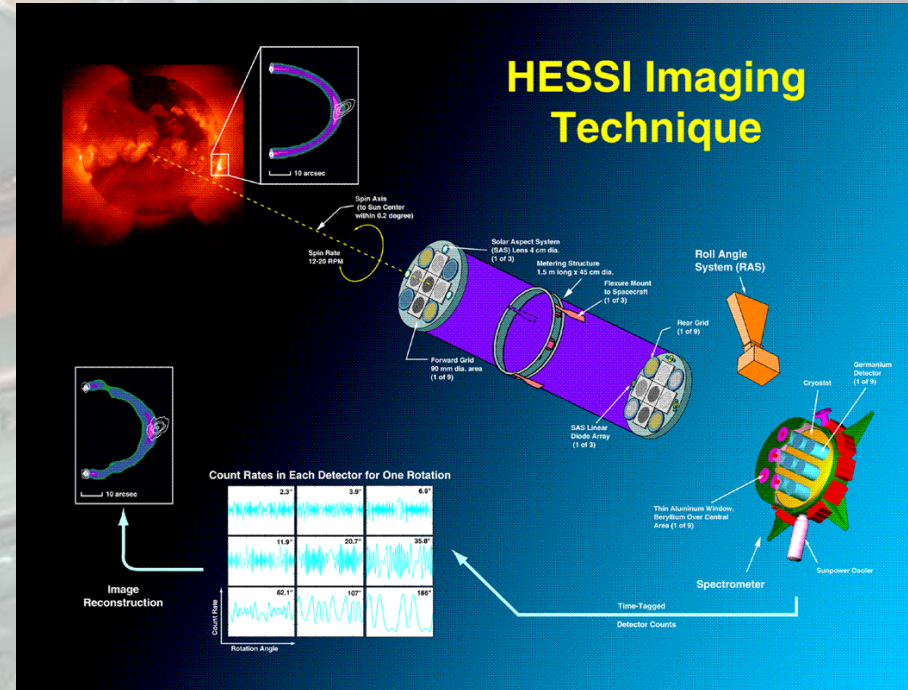 HESSI Imaging
Technique
10 arcsec
Spin Axis
(to Sun Center
within 0.2 degree)
Spin Rate
12-20 RPM
Solar Aspect System
(SAS) Lens 4 cm dia.
(1 of 3)
Metering Structure
1.5 m long x 45 cm dia.
Flexure Mount
to Spacecraft
(1 of 3)
Roll Angle
System (RAS)
Rear Grid
(1 of 9)
Forward Grid
90 mm dia. area
(1 of 9)
Germanium
Detector
(1 of 9)
Cryostat
SAS Linear
Diode Array
(1 of 3)
10 arcsec
Count Rates in Each Detector for One Rotation
2.3" 3.9" 6.9"
11.9" 20.7" 35.8"
62.1" 107" 186"
Count Rate
Rotation Angle
Image
Reconstruction
Thin Aluminum Window,
Beryllium Over Central
Area (1 of 9)
Spectrometer
Sunpower Cooler
Time-Tagged
Detector Counts